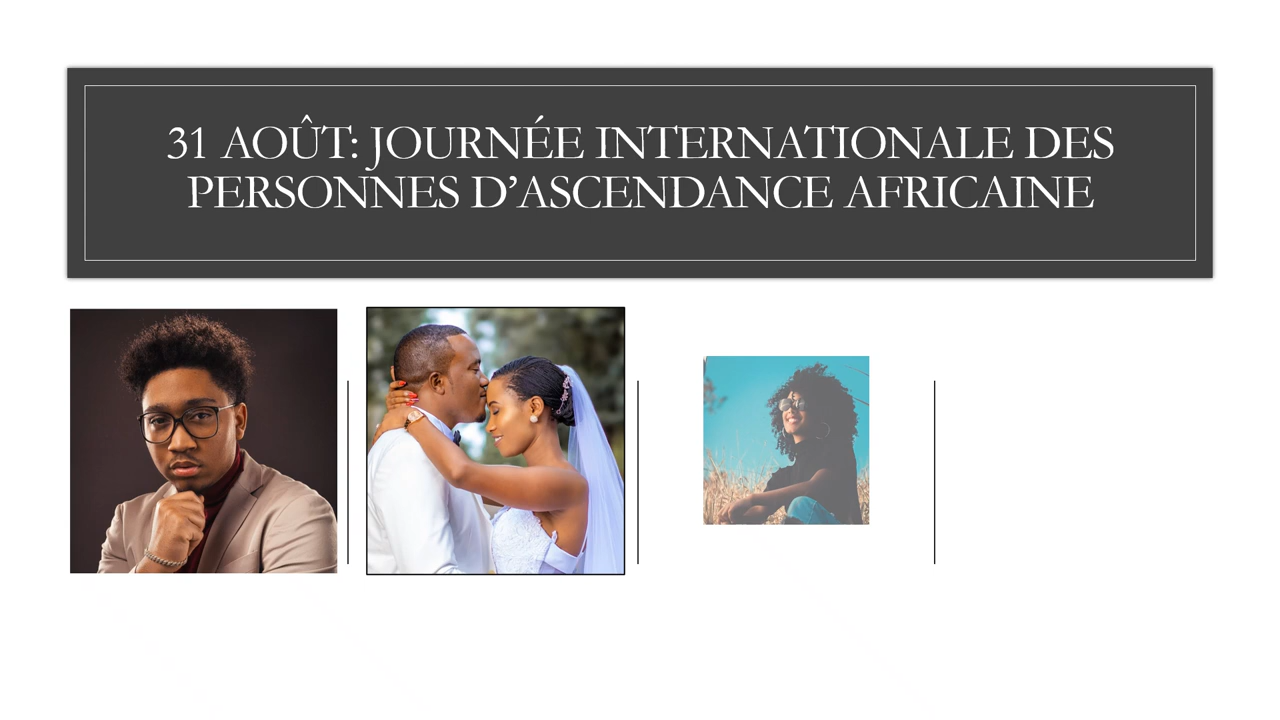 31 AOÛT: JOURNÉE INTERNATIONALE DES
PERSONNES D’ASCENDANCE AFRICAINE